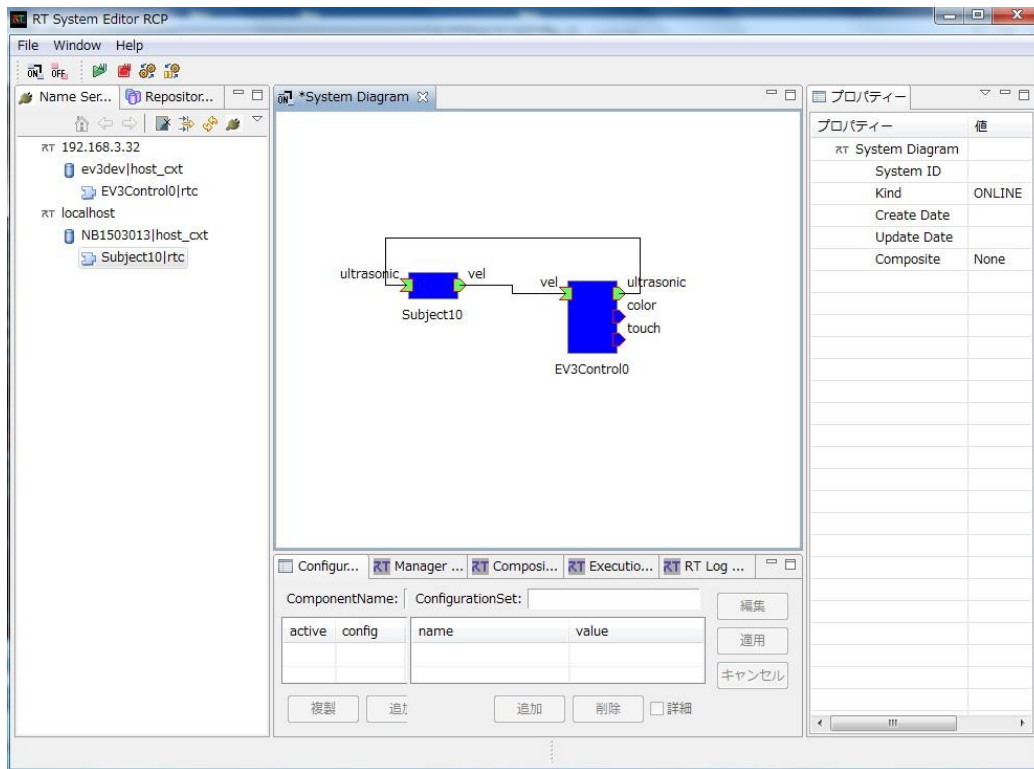 RT System Editor RCP
File Window Help
ON OFF
Name Ser... Repositor...
*System Diagram
プロパティー
192.168.3.32
ev3dev|host_cxt
EV3Control0|rtc
localhost
NB1503013|host_cxt
Subject10|rtc
ultrasonic vel
Subject10
vel ultrasonic
color
touch
EV3Control0
プロパティー 値
RT System Diagram
System ID
Kind ONLINE
Create Date
Update Date
Composite None
Configur... RT Manager ... RT Composi... RT Executio... RT RT Log ...
ComponentName: ConfigurationSet:
active config name value
編集
適用
キャンセル
複製 追加 削除 詳細